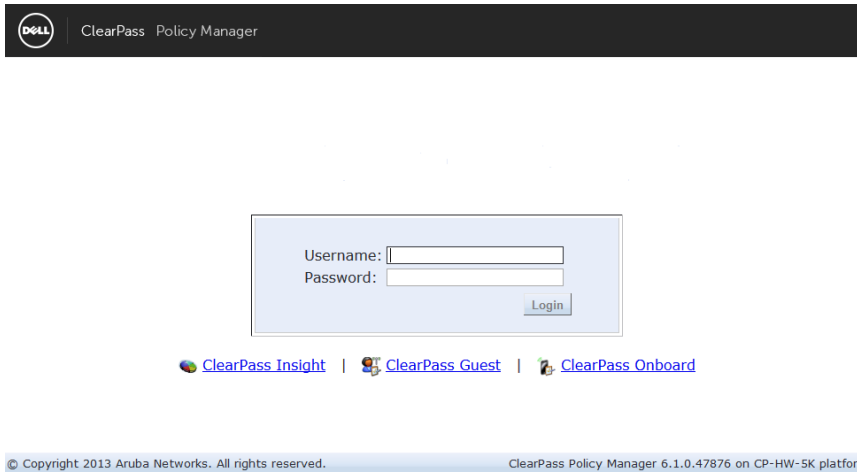 DELL
ClearPass Policy Manager
Username:
Password:
Login
ClearPass Insight | ClearPass Guest | ClearPass Onboard
© Copyright 2013 Aruba Networks. All rights reserved. ClearPass Policy Manager 6.1.0.47876 on CP-HW-5K platfor